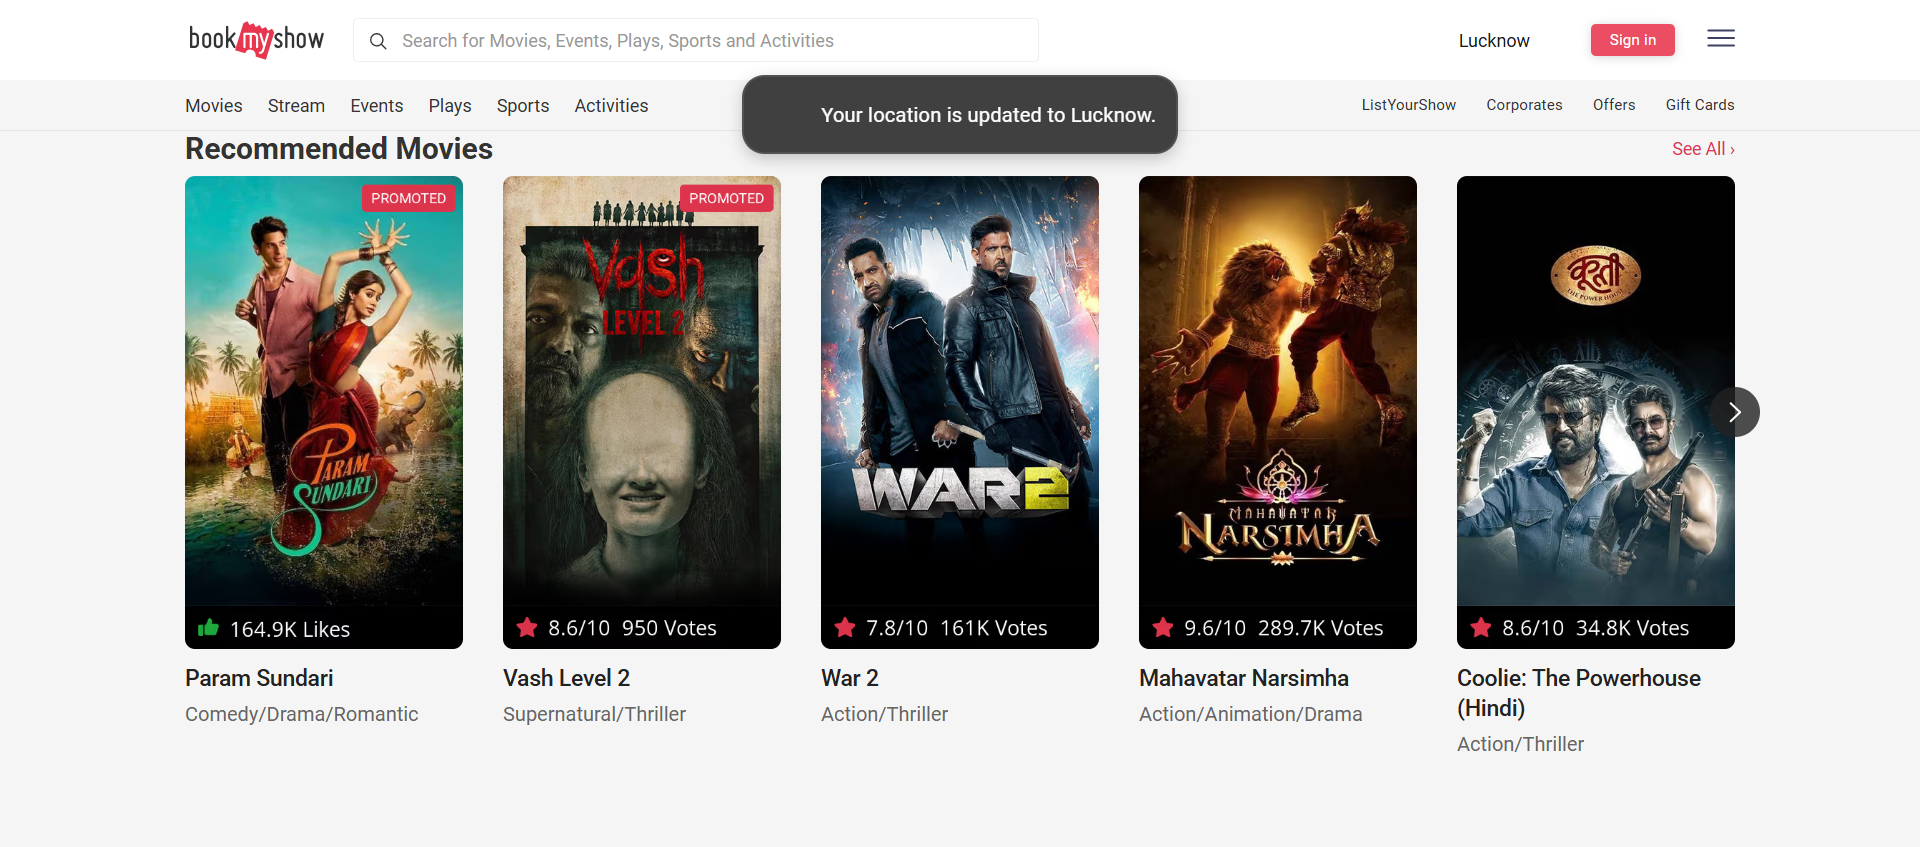 bookmyshow
Search for Movies, Events, Plays, Sports and Activities
Lucknow
Sign in
Movies Stream Events Plays Sports Activities
ListYourShow Corporates Offers Gift Cards
Your location is updated to Lucknow.
Recommended Movies
See All ›
PROMOTED
PARAM
SUNDARI
164.9K Likes
Param Sundari
Comedy/Drama/Romantic
PROMOTED
Vash
LEVEL 2
8.6/10 950 Votes
Vash Level 2
Supernatural/Thriller
WAR2
7.8/10 161K Votes
War 2
Action/Thriller
MAHAVATAR
NARSIMHA
9.6/10 289.7K Votes
Mahavatar Narsimha
Action/Animation/Drama
THE POWER HOUSE
8.6/10 34.8K Votes
Coolie: The Powerhouse
(Hindi)
Action/Thriller